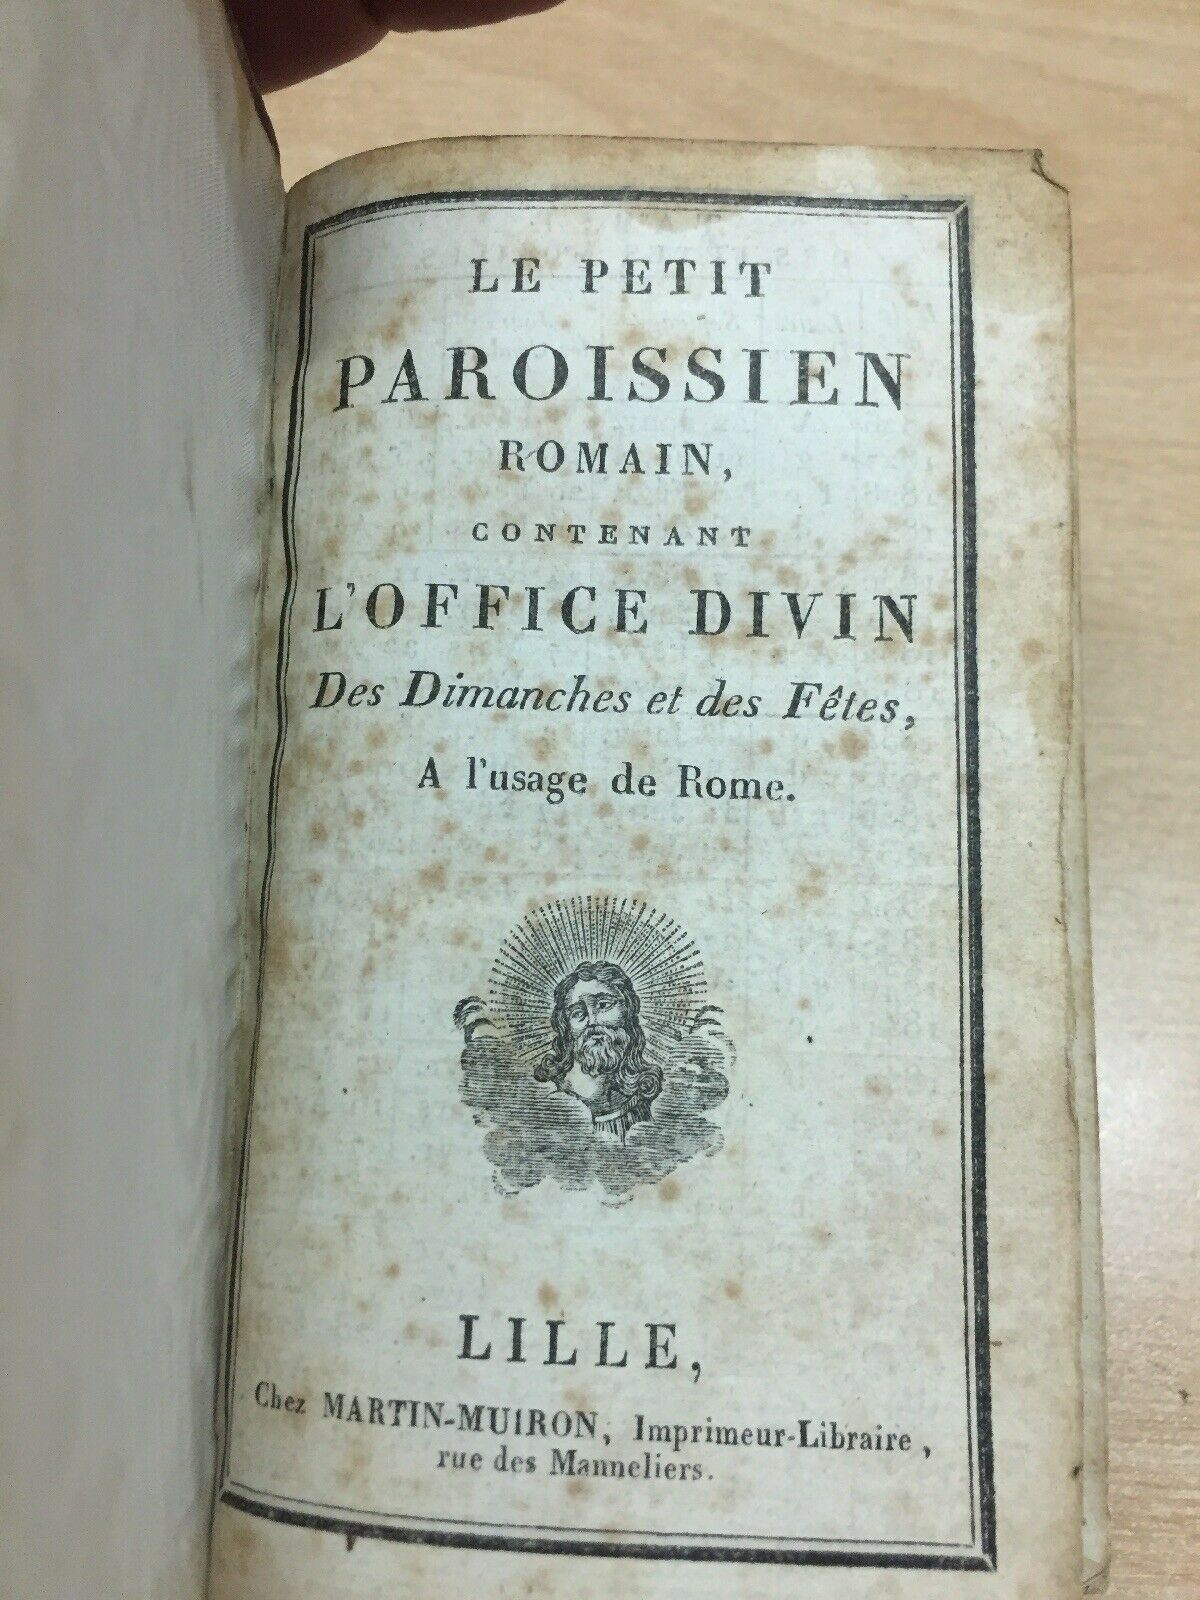 LE PETIT
PAROISSIEN
ROMAIN,
CONTENANT
L'OFFICE DIVIN
Des Dimanches et des Fêtes,
A l'usage de Rome.
LILLE,
Chez MARTIN-MUIRON, Imprimeur-Libraire,
rue des Manneliers.